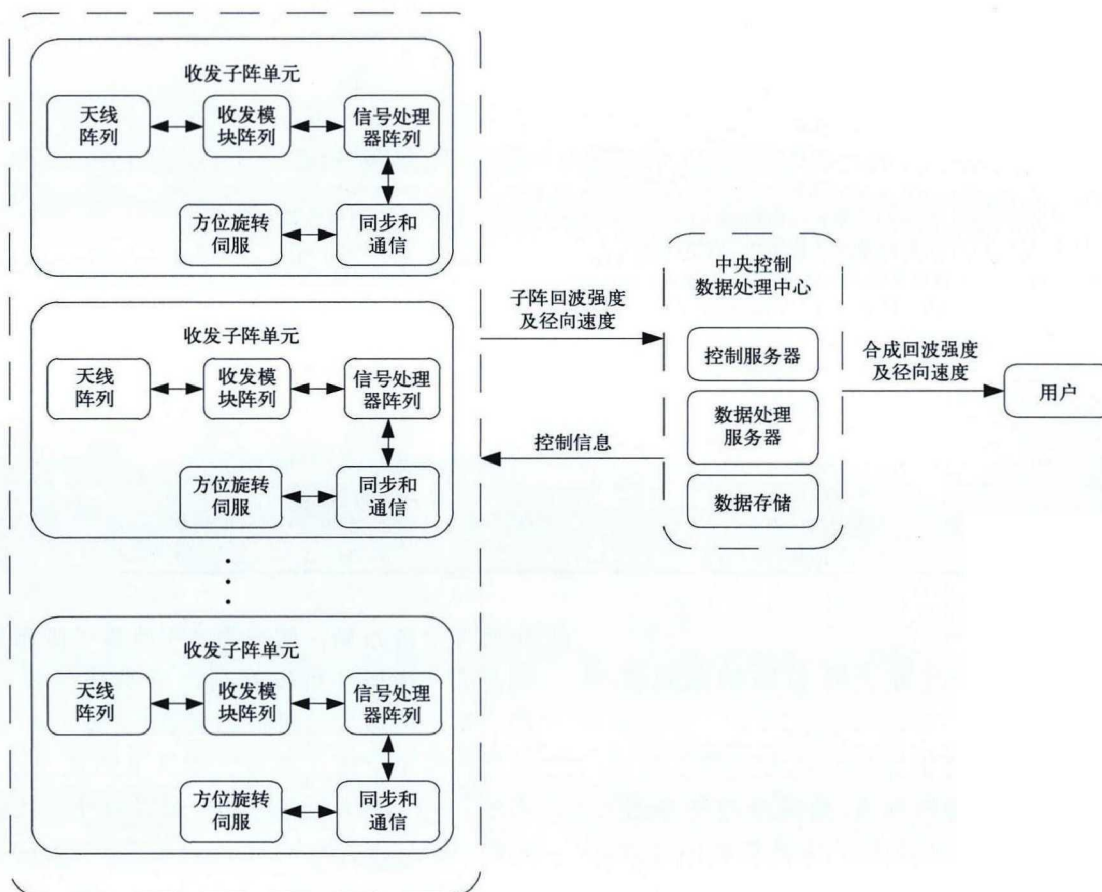 收发子阵单元
天线
阵列
收发模
块阵列
信号处理
器阵列
方位旋转
伺服
同步和
通信
收发子阵单元
天线
阵列
收发模
块阵列
信号处理
器阵列
方位旋转
伺服
同步和
通信
收发子阵单元
天线
阵列
收发模
块阵列
信号处理
器阵列
方位旋转
伺服
同步和
通信
子阵回波强度
及径向速度
控制信息
中央控制
数据处理中心
控制服务器
数据处理
服务器
数据存储
合成回波强度
及径向速度
用户